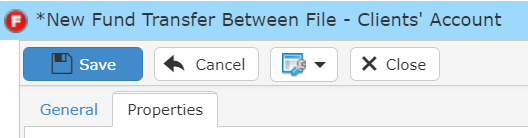 F *New Fund Transfer Between File - Clients' Account
Save Cancel Close
General Properties